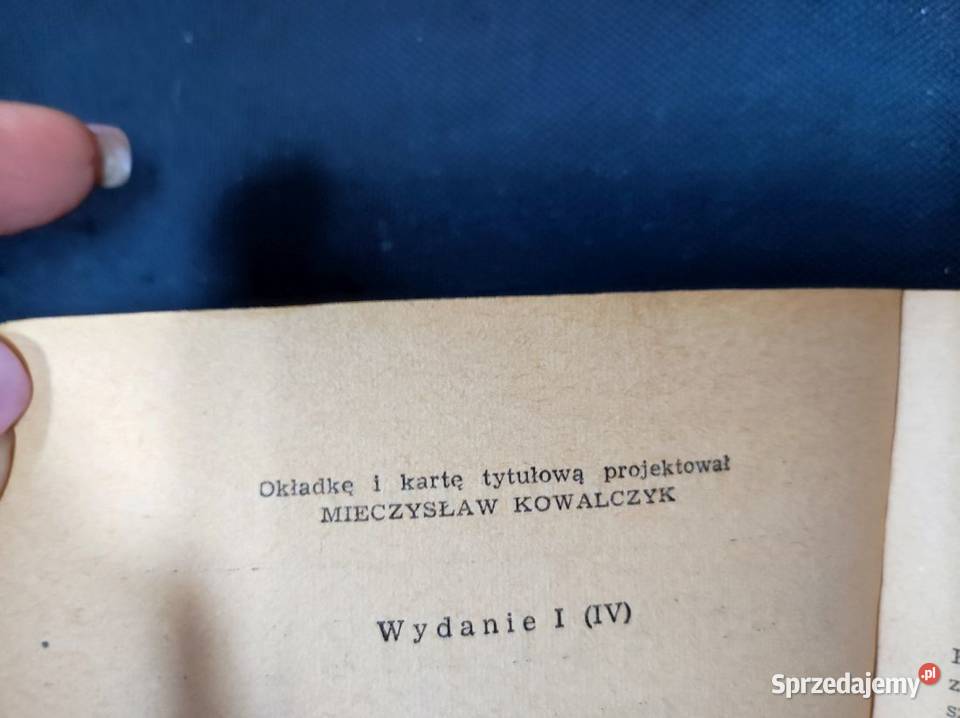 Okładkę i kartę tytułową projektował
MIECZYSŁAW KOWALCZYK
Wydanie I (IV)
Sprzedajemy.pl